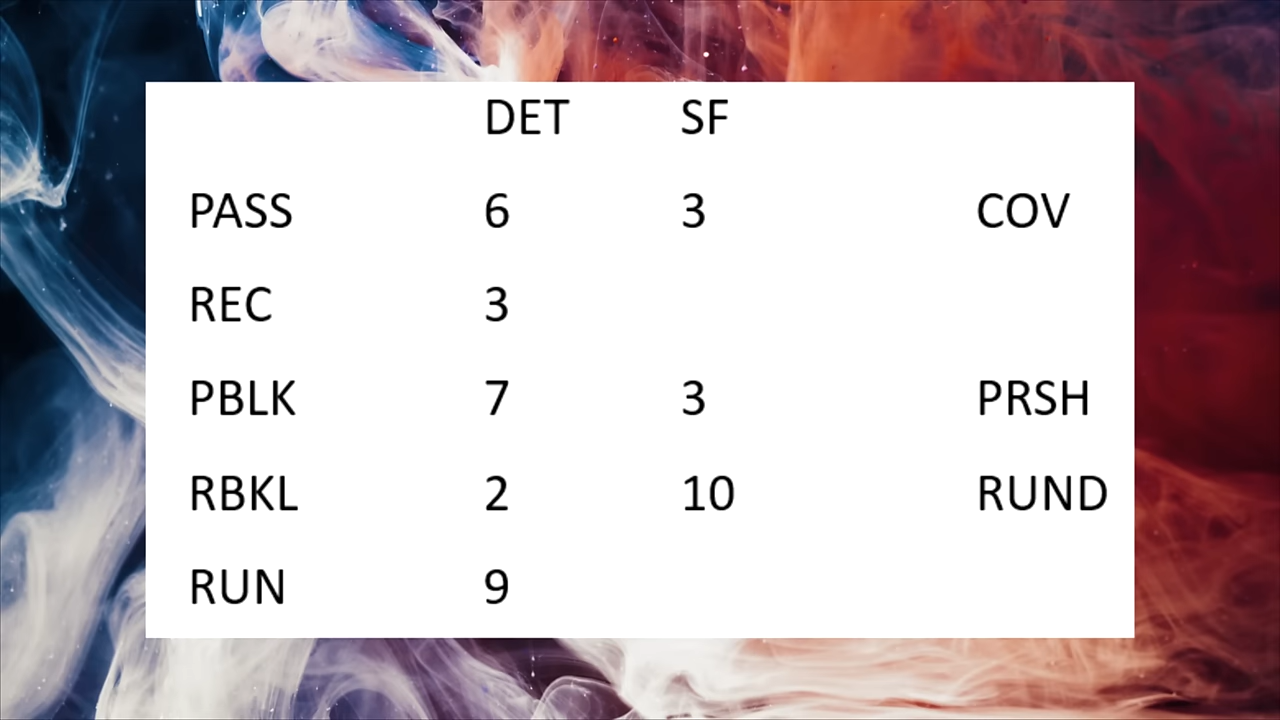 DET SF
PASS 6 3 COV
REC 3
PBLK 7 3 PRSH
RBKL 2 10 RUND
RUN 9